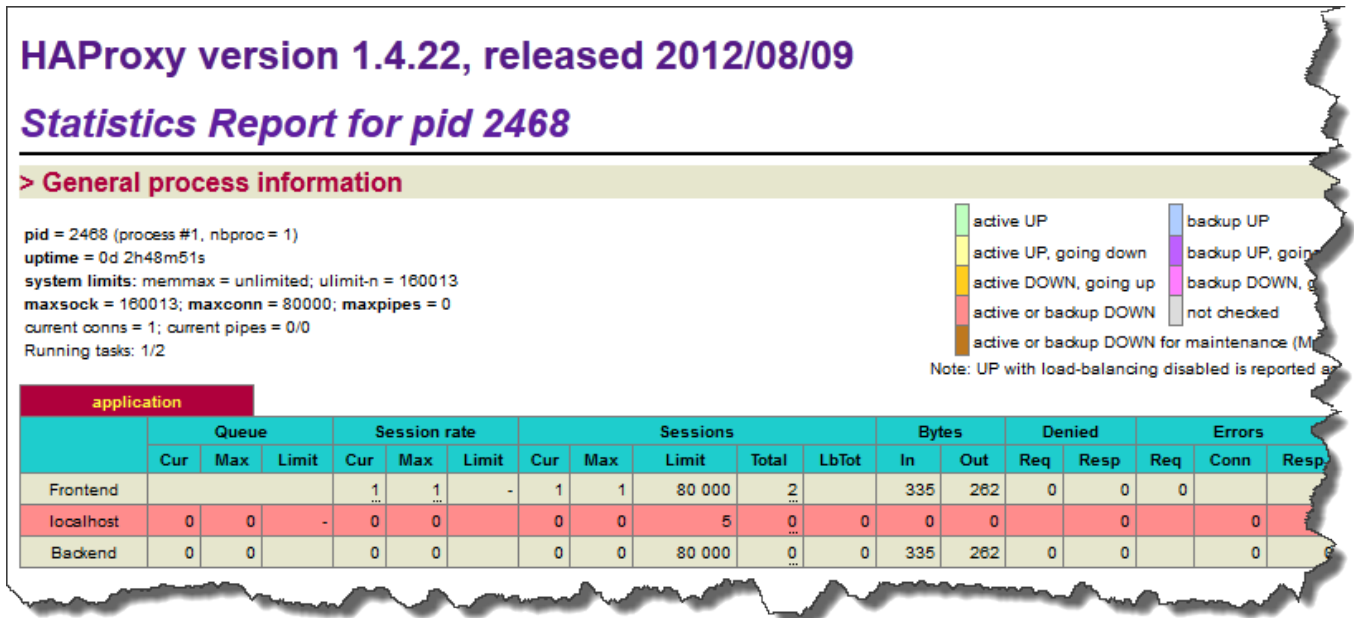 HAProxy version 1.4.22, released 2012/08/09
Statistics Report for pid 2468
> General process information
pid = 2468 (process #1, nbproc = 1)
uptime = 0d 2h48m51s
system limits: memmax = unlimited; ulimit-n = 160013
maxsock = 160013; maxconn = 80000; maxpipes = 0
current conns = 1; current pipes = 0/0
Running tasks: 1/2
active UP backup UP
active UP, going down backup UP,
active DOWN, going up backup DOWN,
active or backup DOWN not checked
active or backup DOWN for maintenance
Note: UP with load-balancing disabled is reported
application
Queue Session rate Sessions Bytes Denied Errors
Cur Max Limit Cur Max Limit Cur Max Limit Total LbTot In Out Req Resp Req Conn Resp
Frontend 1 1 - 1 1 80 000 2 335 262 0 0 0
localhost 0 0 - 0 0 0 0 5 0 0 0 0 0 0
Backend 0 0 0 0 0 0 80 000 0 0 335 262 0 0 0